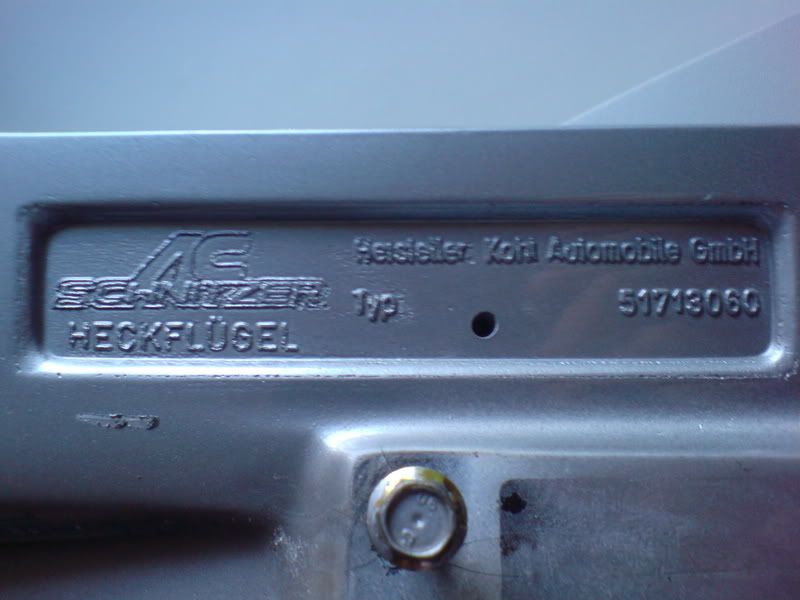 AC
SCHNITZER
HECKFLÜGEL
Hersteller Kohl Automobile GmbH
Typ 51713060